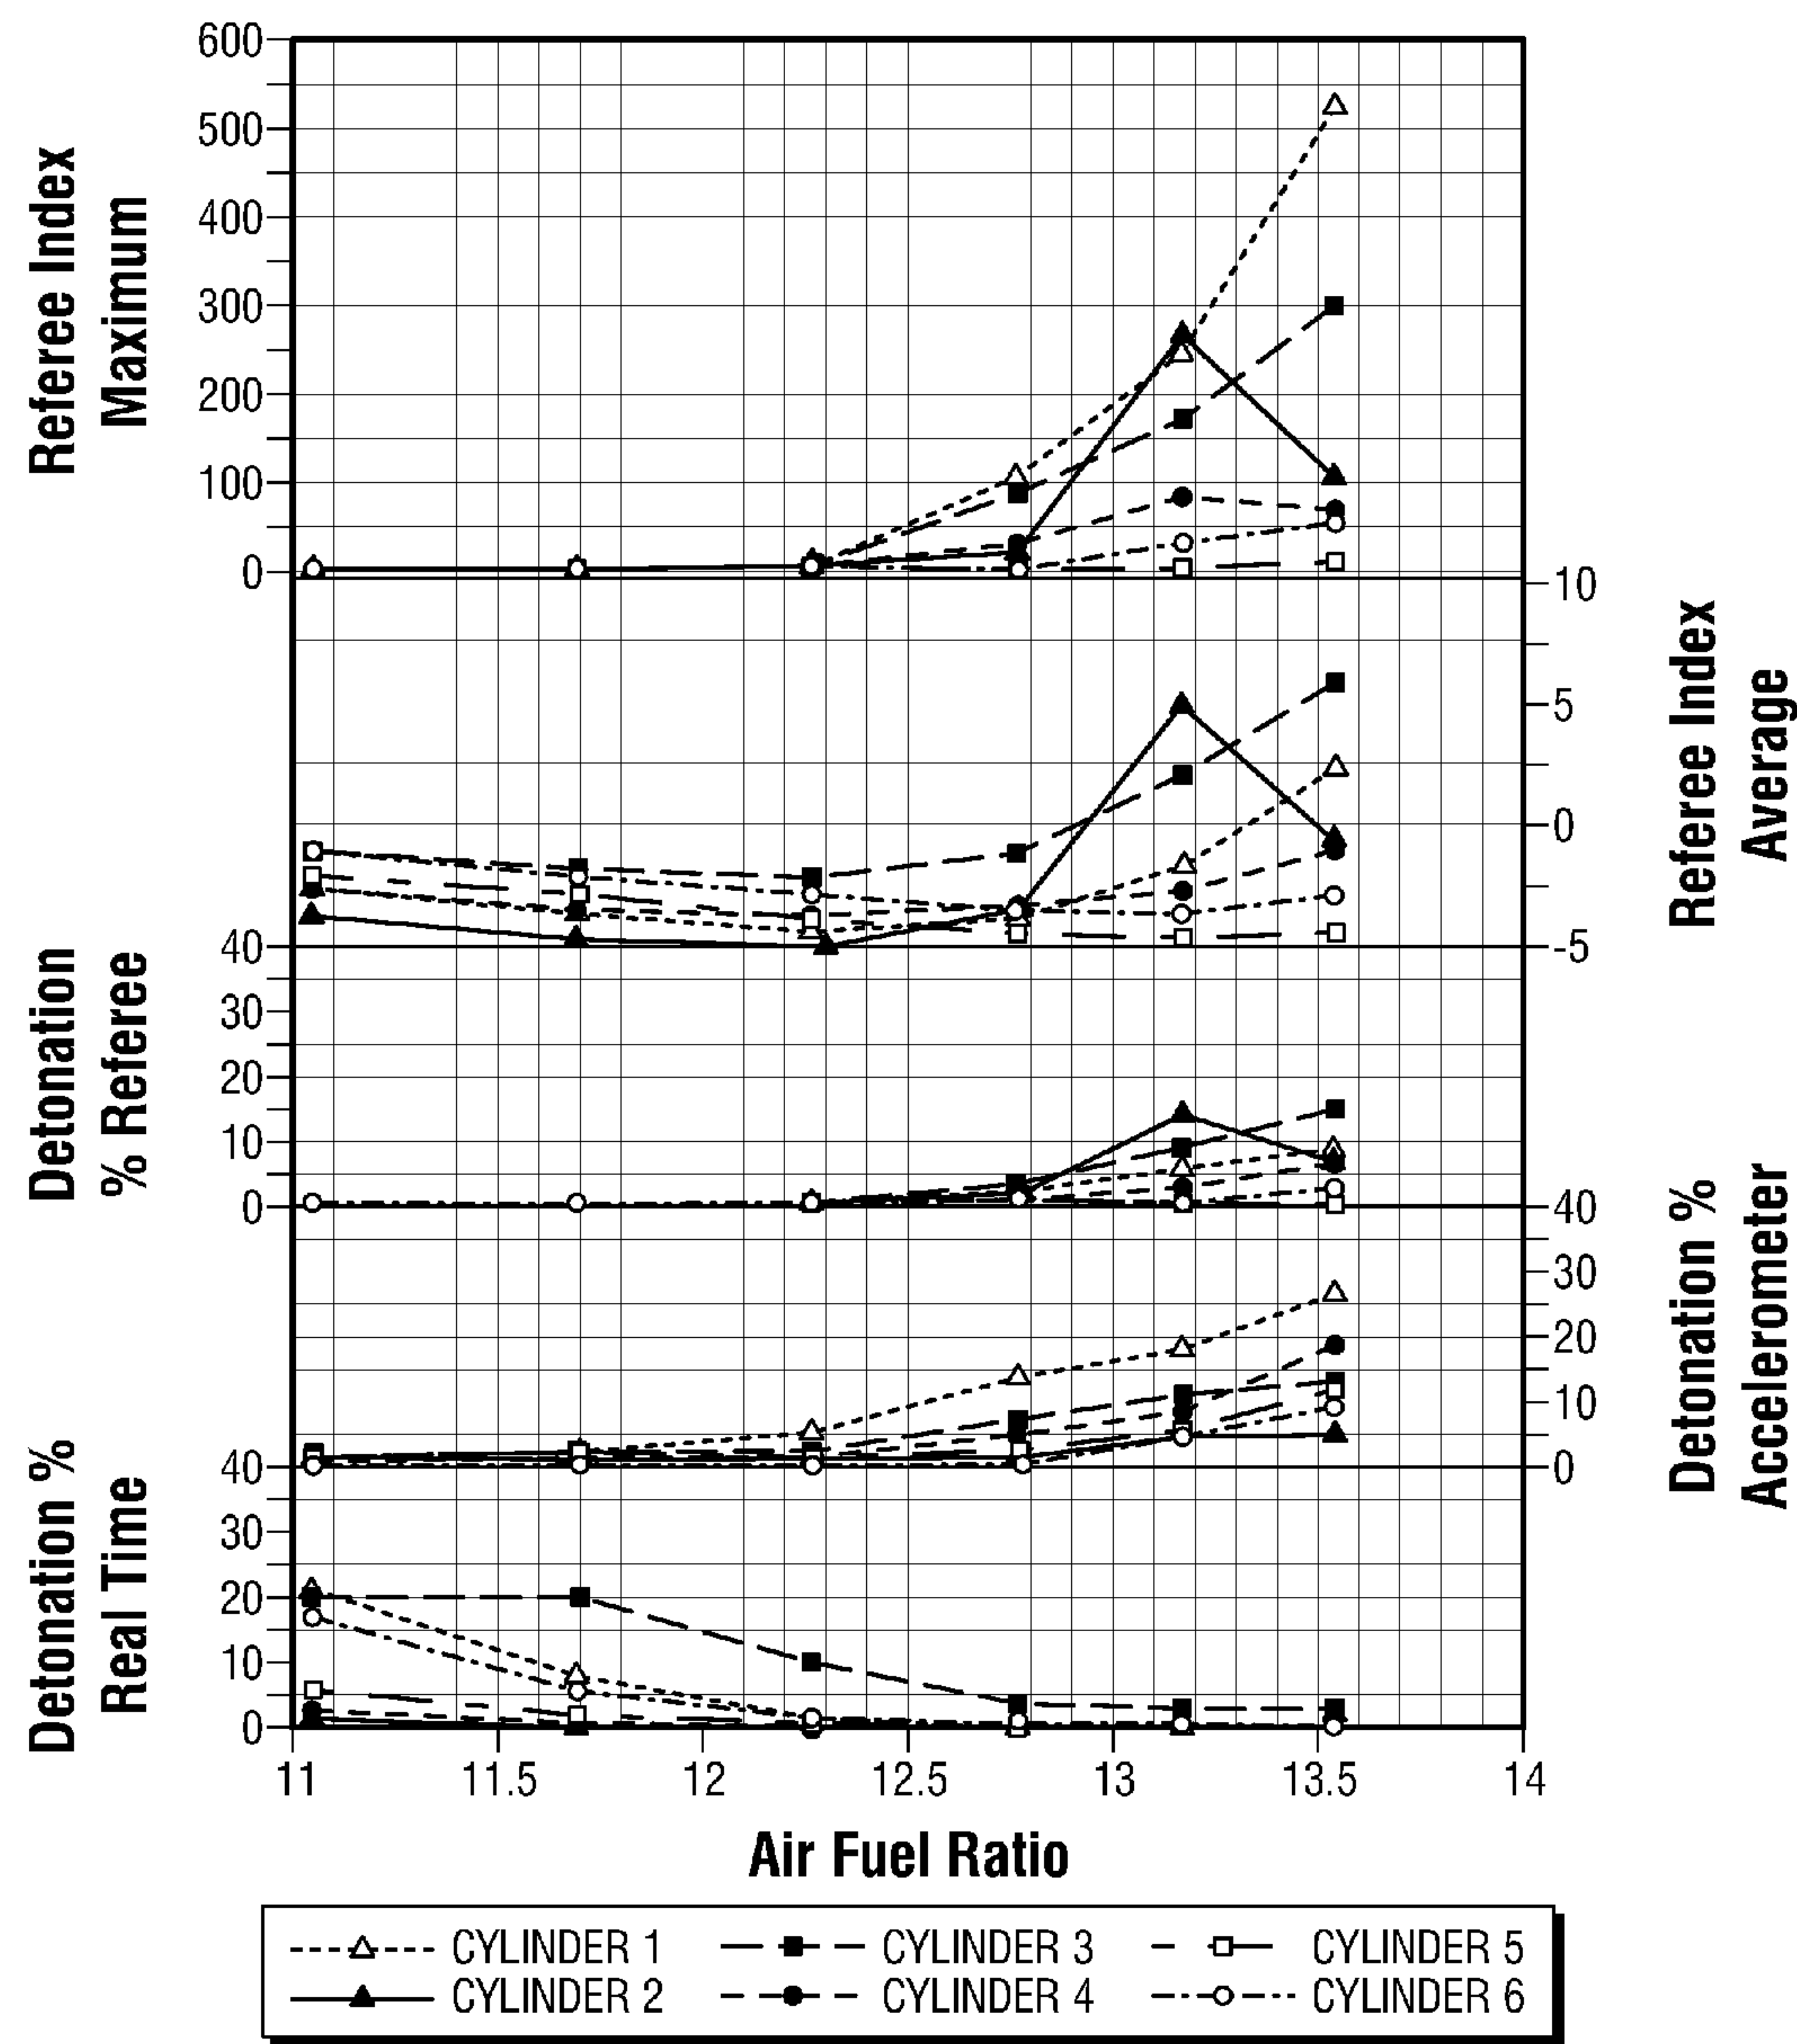 Referee Index
Maximum
600
500
400
300
200
100
0
10
5
0
-5
Referee Index
Average
Detonation
% Referee
40
30
20
10
0
40
30
20
10
0
Detonation %
Accelerometer
Detonation %
Real Time
40
30
20
10
0
11
11.5
12
12.5
13
13.5
14
Air Fuel Ratio
CYLINDER 1
CYLINDER 3
CYLINDER 5
CYLINDER 2
CYLINDER 4
CYLINDER 6